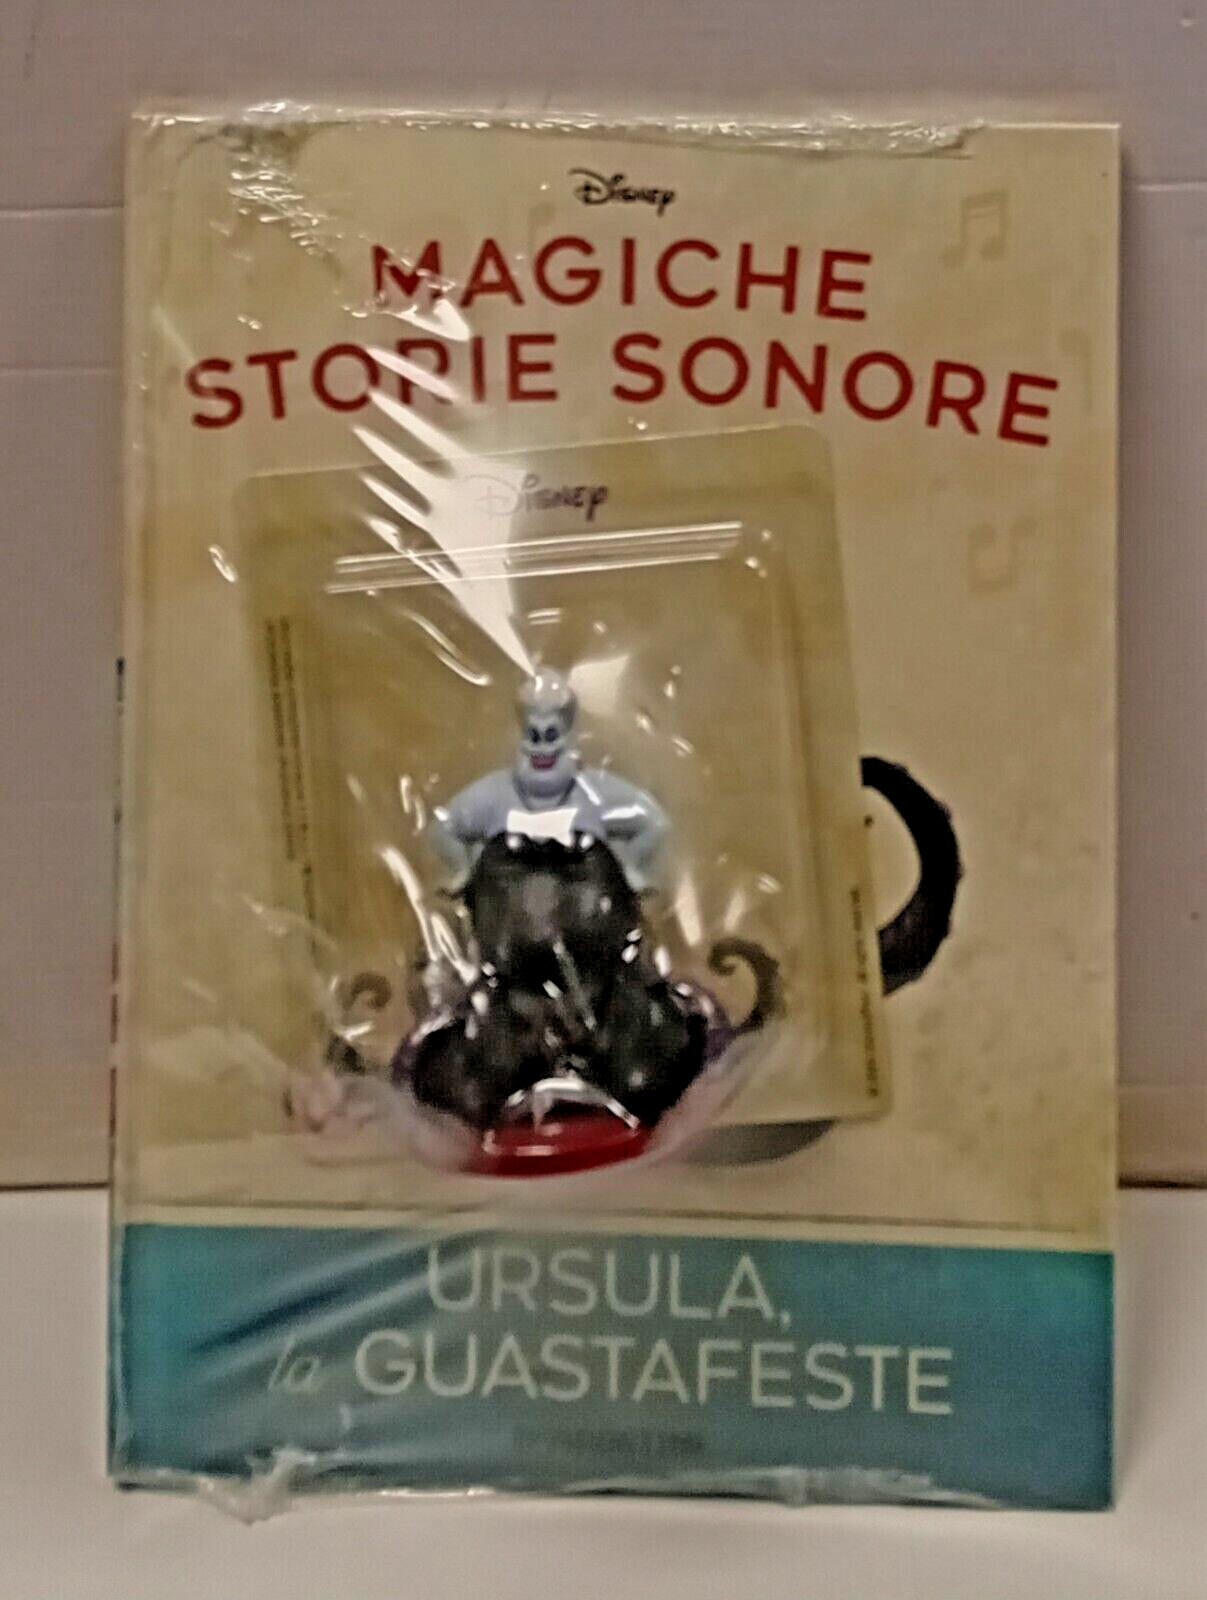 Disney
MAGICHE
STORIE SONORE
Disney
URSULA,
la GUASTAFESTE